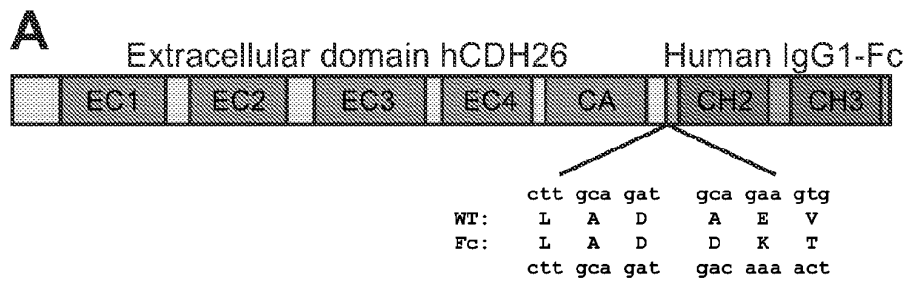 A
Extracellular domain hCDH26 Human IgG1-Fc
EC1 EC2 EC3 EC4 CA CH2 CH3
ctt gca gat gca gaa gtg
WT: L A D A E V
Fc: L A D D K T
ctt gca gat gac aaa act